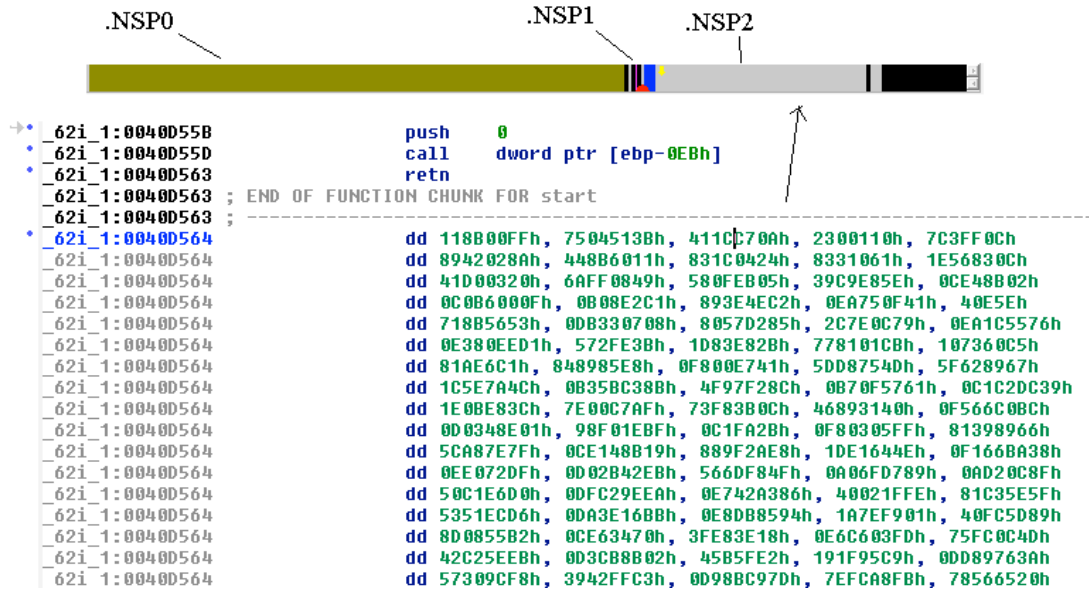 .NSP0
.NSP1
.NSP2
_62i_1:0040D55B push 0
_62i_1:0040D55D call dword ptr [ebp-0EBh]
_62i_1:0040D563 retn
_62i_1:0040D563 ; END OF FUNCTION CHUNK FOR start
_62i_1:0040D563 ; ---------------------------------------------------------------------------
_62i_1:0040D564 dd 118B00FFh, 7504513Bh, 411CC70Ah, 2300110h, 7C3FF0Ch
_62i_1:0040D564 dd 8942028Ah, 448B6011h, 831C0424h, 8331061h, 1E56830Ch
_62i_1:0040D564 dd 41D00320h, 6AFF0849h, 580FEB05h, 39C9E85Eh, 0CE48B02h
_62i_1:0040D564 dd 0C0B6000Fh, 0B08E2C1h, 893E4EC2h, 0EA750F41h, 40E5Eh
_62i_1:0040D564 dd 718B5653h, 0DB330708h, 8057D285h, 2C7E0C79h, 0EA1C5576h
_62i_1:0040D564 dd 0E380EED1h, 572FE3Bh, 1D83E82Bh, 778101CBh, 107360C5h
_62i_1:0040D564 dd 81AE6C1h, 848985E8h, 0F800E741h, 5DD8754Dh, 5F628967h
_62i_1:0040D564 dd 1C5E7A4Ch, 0B35BC38Bh, 4F97F28Ch, 0B70F5761h, 0C1C2DC39h
_62i_1:0040D564 dd 1E0BE83Ch, 7E00C7AFh, 73F83B0Ch, 46893140h, 0F566C0BCh
_62i_1:0040D564 dd 0D0348E01h, 98F01EBFh, 0C1FA2Bh, 0F80305FFh, 81398966h
_62i_1:0040D564 dd 5CA87E7Fh, 0CE148B19h, 889F2AE8h, 1DE1644Eh, 0F166BA38h
_62i_1:0040D564 dd 0EE072DFh, 0D02B42EBh, 566DF84Fh, 0A06FD789h, 0AD20C8Fh
_62i_1:0040D564 dd 50C1E6D0h, 0DFC29EEAh, 0E742A386h, 40021FFEh, 81C35E5Fh
_62i_1:0040D564 dd 5351ECD6h, 0DA3E16BBh, 0E8DB8594h, 1A7EF901h, 40FC5D89h
_62i_1:0040D564 dd 8D0855B2h, 0CE63470h, 3FE83E18h, 0E6C603FDh, 75FC0C4Dh
_62i_1:0040D564 dd 42C25EEBh, 0D3CB8B02h, 45B5FE2h, 191F95C9h, 0DD89763Ah
_62i_1:0040D564 dd 57309CF8h, 3942FFC3h, 0D98BC97Dh, 7EFCA8FBh, 78566520h